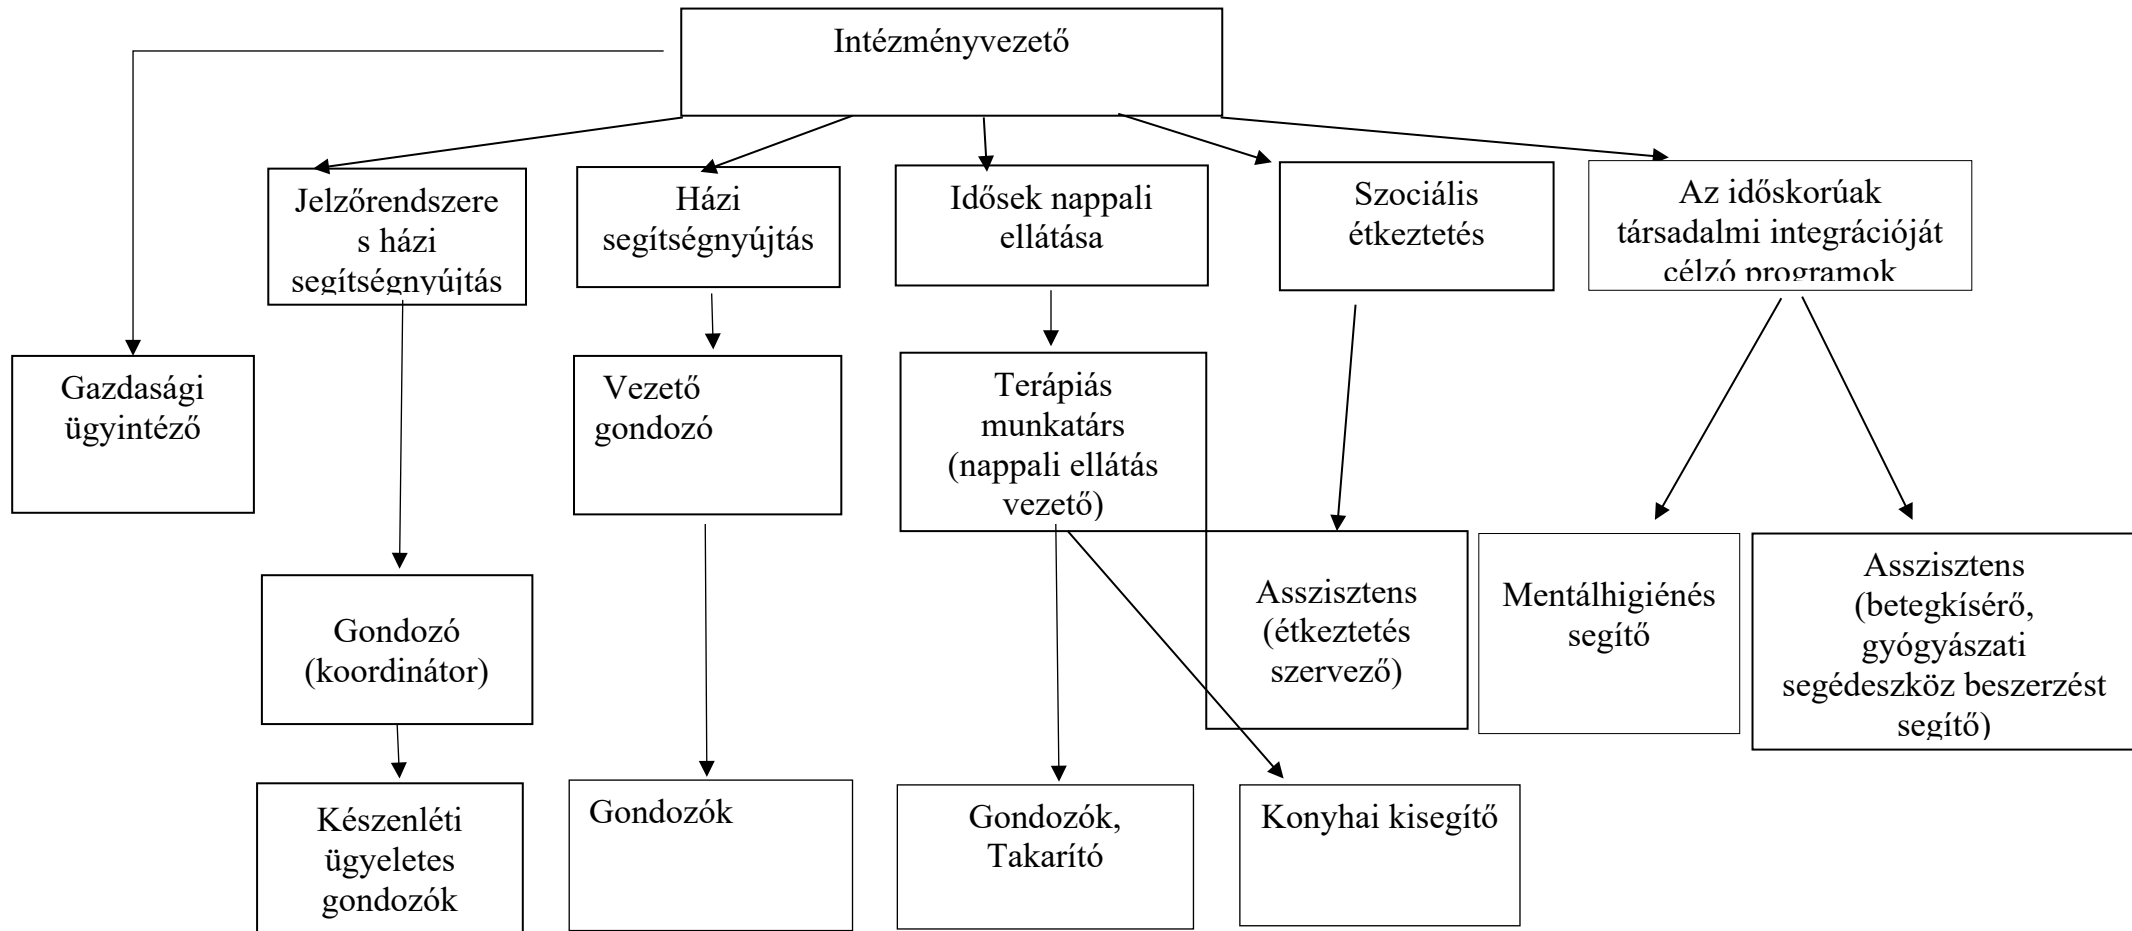 Intézményvezető
Jelzőrendszere
s házi
segítségnyújtás
Házi
segítségnyújtás
Idősek nappali
ellátása
Szociális
étkeztetés
Az időskorúak
társadalmi integrációját
célzó programok
Gazdasági
ügyintéző
Vezető
gondozó
Terápiás
munkatárs
(nappali ellátás
vezető)
Gondozó
(koordinátor)
Asszisztens
(étkeztetés
szervező)
Mentálhigiénés
segítő
Asszisztens
(betegkísérő,
gyógyászati
segédeszköz beszerzést
segítő)
Készenléti
ügyeletes
gondozók
Gondozók
Gondozók,
Takarító
Konyhai kisegítő